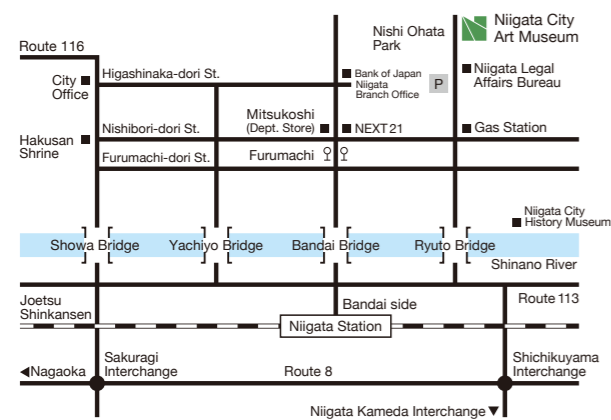 Niigata City
Art Museum
Nishi Ohata
Park
Route 116
City
Office
Higashinaka-dori St.
Bank of Japan
Niigata
Branch Office
P
Niigata Legal
Affairs Bureau
Mitsukoshi
(Dept. Store)
NEXT21
Gas Station
Hakusan
Shrine
Nishibori-dori St.
Furumachi-dori St.
Furumachi
Niigata City
History Museum
Showa Bridge
Yachiyo Bridge
Bandai Bridge
Ryuto Bridge
Shinano River
Joetsu
Shinkansen
Bandai side
Route 113
Niigata Station
Nagaoka
Sakuragi
Interchange
Route 8
Shichikuyama
Interchange
Niigata Kameda Interchange